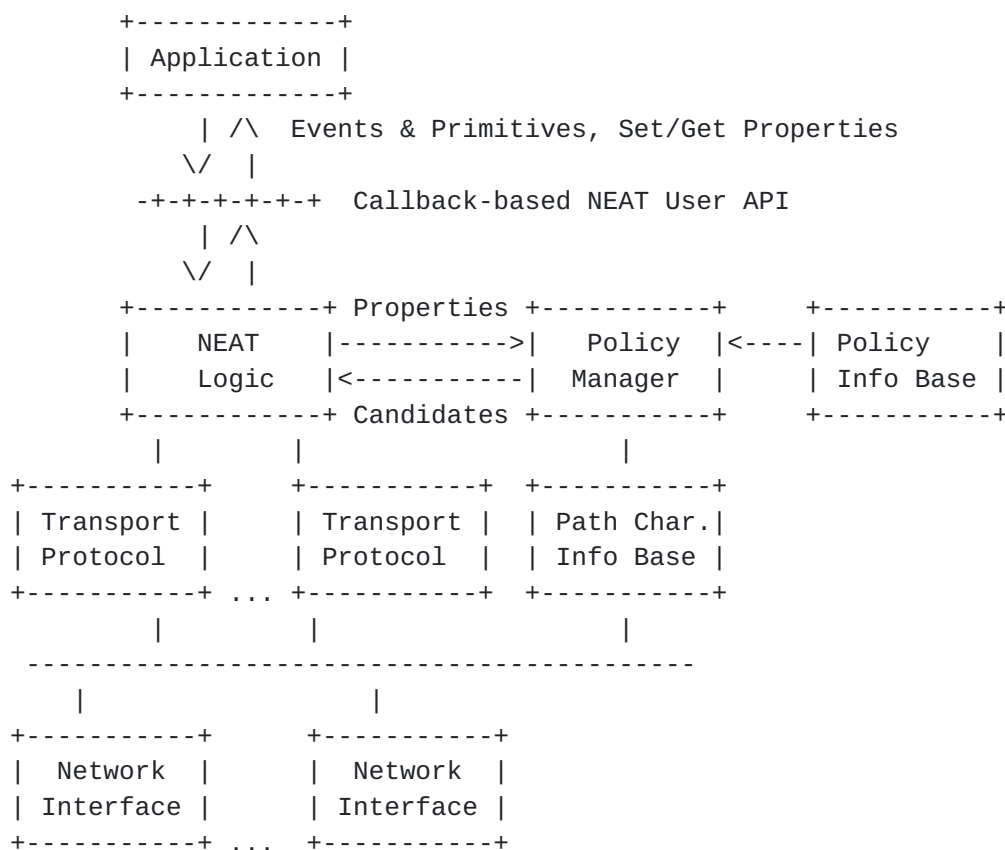 +-------------+
| Application |
+-------------+
| /\  Events & Primitives, Set/Get Properties
\/  |
-+-+-+-+-+-+  Callback-based NEAT User API
| /\
\/  |
+------------+ Properties +-----------+     +-----------+
|    NEAT    |----------->|   Policy  |<----| Policy    |
|    Logic   |<-----------|  Manager  |     | Info Base |
+------------+ Candidates +-----------+     +-----------+
|        |                    |
+-----------+     +-----------+  +-----------+
| Transport |     | Transport |  | Path Char.|
| Protocol  |     | Protocol  |  | Info Base |
+-----------+ ... +-----------+  +-----------+
|         |                   |
-------------------------------------------
|                  |
+-----------+      +-----------+
|  Network  |      |  Network  |
| Interface |      | Interface |
+-----------+ ...  +-----------+